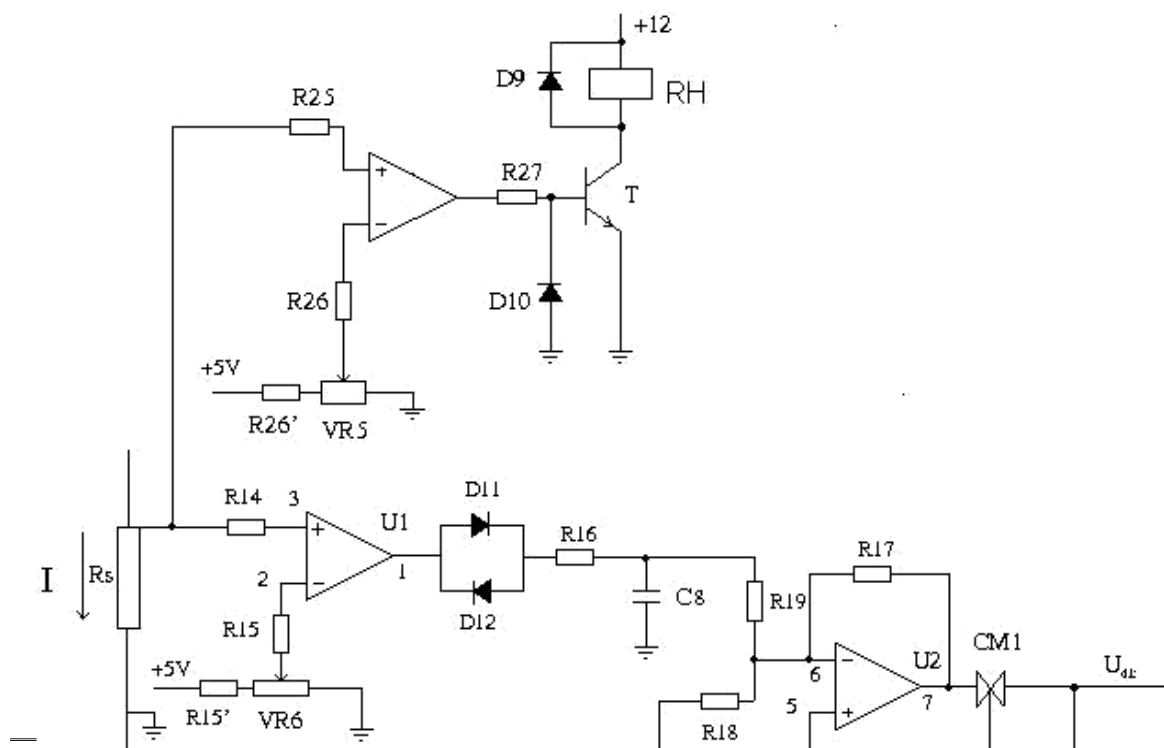 +12
D9
RH
R25
R27
T
+
−
R26
D10
+5V
R26’
VR5
R14
3
D11
U1
R16
R17
I
Rs
+
−
2
1
D12
C8
R19
R15
CM1
+5V
U2
U_đk
6
−
R15’
VR6
R18
5
+
7